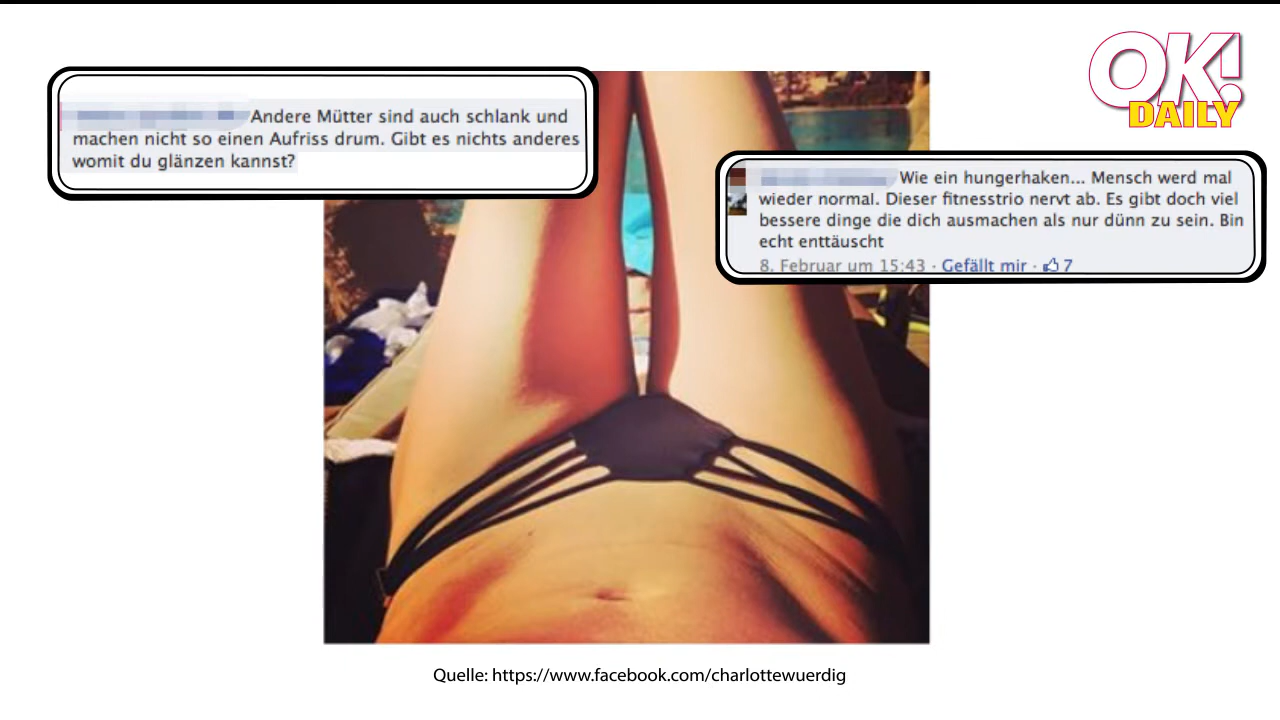 OK!
DAILY
Andere Mütter sind auch schlank und
machen nicht so einen Aufriss drum. Gibt es nichts anderes
womit du glänzen kannst?
Wie ein hungerhaken... Mensch werd mal
wieder normal. Dieser fitnesstrio nervt ab. Es gibt doch viel
bessere dinge die dich ausmachen als nur dünn zu sein. Bin
echt enttäuscht
8. Februar um 15:43 · Gefällt mir · 7
Quelle: https://www.facebook.com/charlottewuerdig